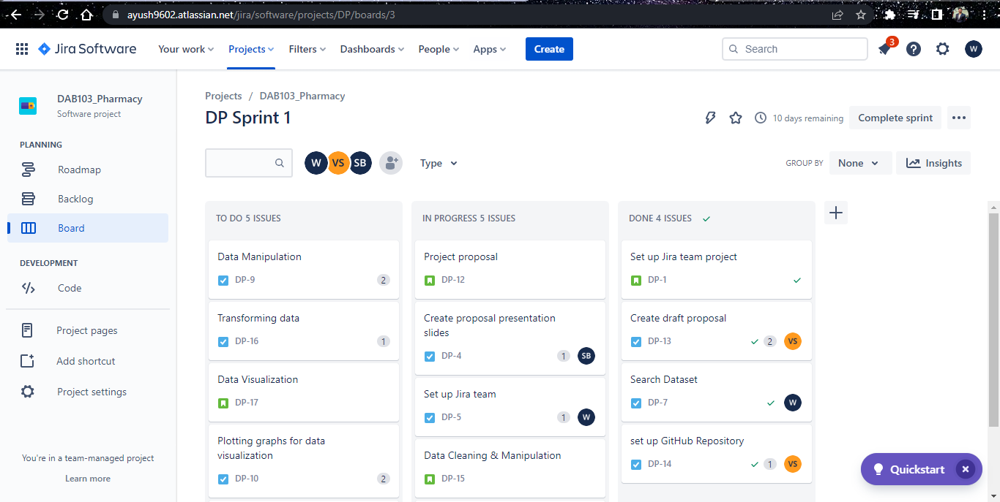 ayush9602.atlassian.net/jira/software/projects/DP/boards/3
Jira Software
Your work
Projects
Filters
Dashboards
People
Apps
Create
Search
3
W
DAB103_Pharmacy
Software project
PLANNING
Roadmap
Backlog
Board
DEVELOPMENT
Code
Project pages
Add shortcut
Project settings
You're in a team-managed project
Learn more
Projects / DAB103_Pharmacy
DP Sprint 1
10 days remaining
Complete sprint
W
VS
SB
Type
GROUP BY
None
Insights
TO DO 5 ISSUES
Data Manipulation
DP-9
2
Transforming data
DP-16
1
Data Visualization
DP-17
Plotting graphs for data
visualization
DP-10
2
IN PROGRESS 5 ISSUES
Project proposal
DP-12
Create proposal presentation
slides
DP-4
1
SB
Set up Jira team
DP-5
1
W
Data Cleaning & Manipulation
DP-15
DONE 4 ISSUES
Set up Jira team project
DP-1
Create draft proposal
DP-13
2
VS
Search Dataset
DP-7
W
set up GitHub Repository
DP-14
1
VS
Quickstart